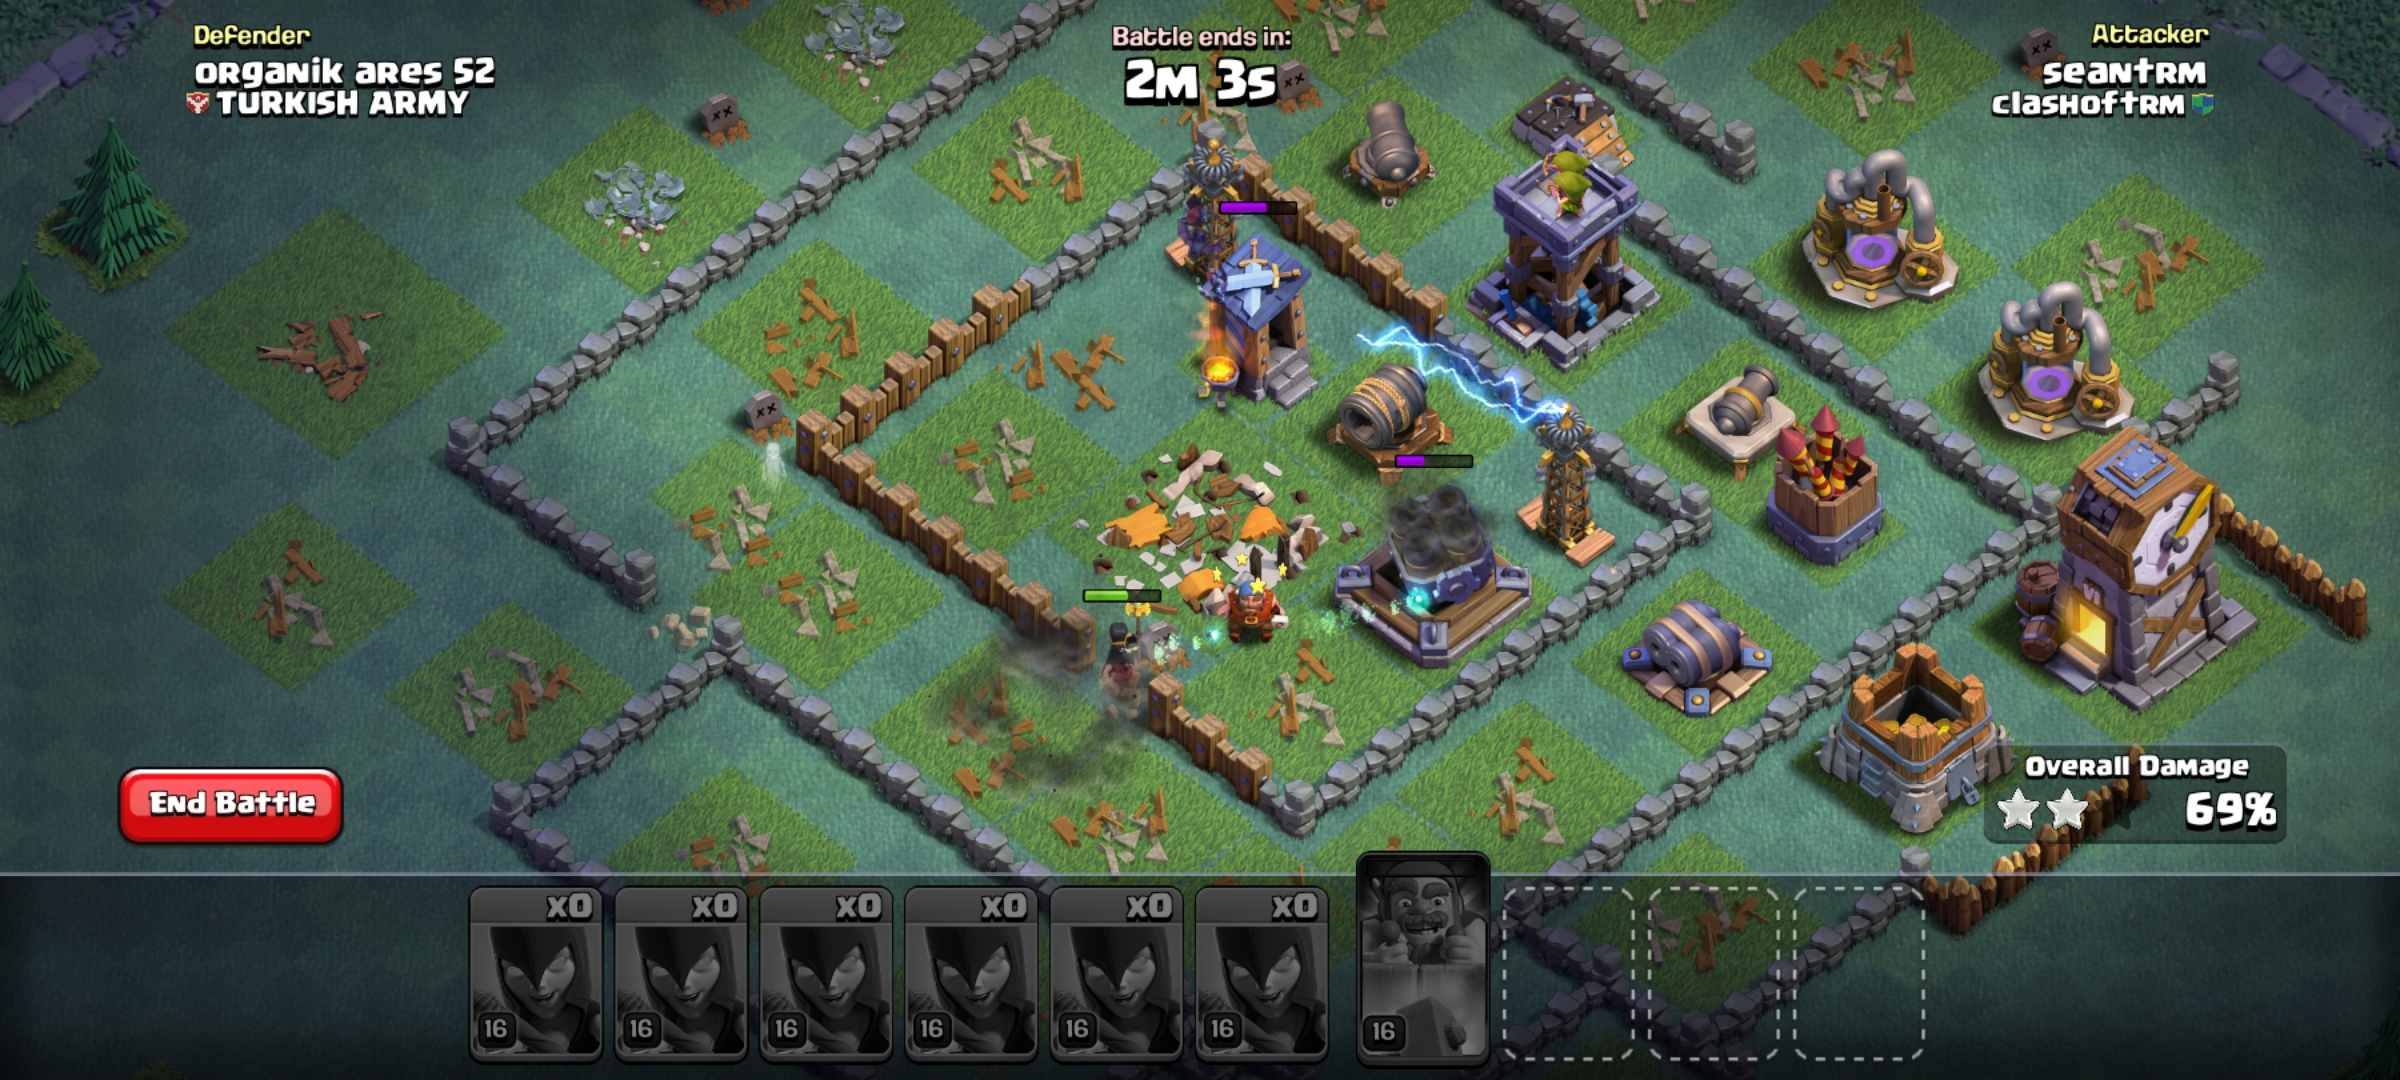 Defender
organik ares 52
TURKISH ARMY
Battle ends in:
2M 3s
Attacker
seantRM
clashoftRM
VI
End Battle
Overall Damage
69%
x0 x0 x0 x0 x0 x0
16 16 16 16 16 16 16